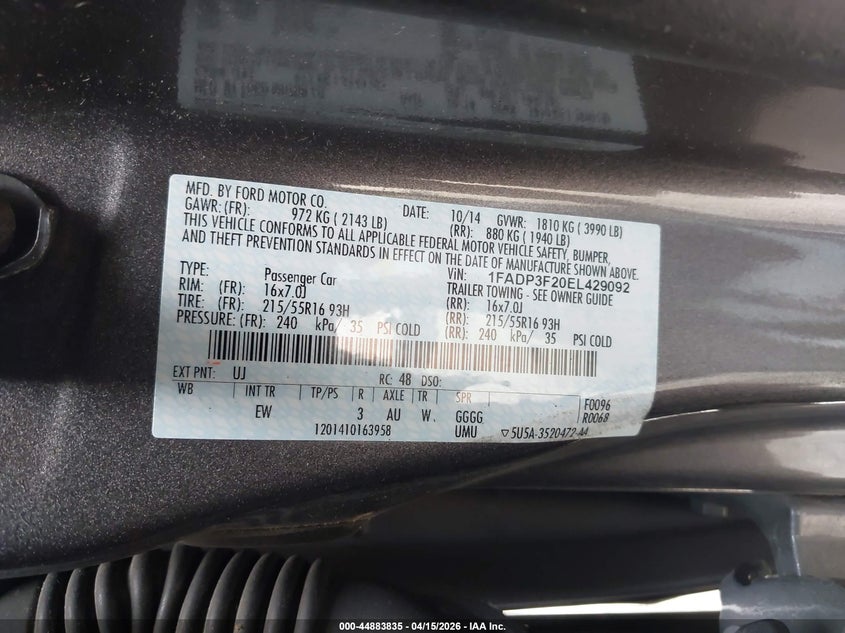 MFD. BY FORD MOTOR CO.
DATE: 10/14 GVWR: 1810 KG ( 3990 LB)
GAWR: (FR): 972 KG ( 2143 LB) (RR): 880 KG ( 1940 LB)
THIS VEHICLE CONFORMS TO ALL APPLICABLE FEDERAL MOTOR VEHICLE SAFETY, BUMPER,
AND THEFT PREVENTION STANDARDS IN EFFECT ON THE DATE OF MANUFACTURE SHOWN ABOVE.
VIN: 1FADP3F20EL429092
TYPE: Passenger Car TRAILER TOWING - SEE OWNER GUIDE
RIM: (FR): 16x7.0J (RR): 16x7.0J
TIRE: (FR): 215/55R16 93H (RR): 215/55R16 93H
PRESSURE: (FR): 240 kPa/ 35 PSI COLD (RR): 240 kPa/ 35 PSI COLD
EXT PNT: UJ RC: 48 DSO:
WB INT TR TP/PS R AXLE TR SPR F0096
EW 3 AU W GGGG R0068
1201410163958 UMU ▽ 5U5A-3520472-AA
000-44883835 - 04/15/2026 - IAA Inc.